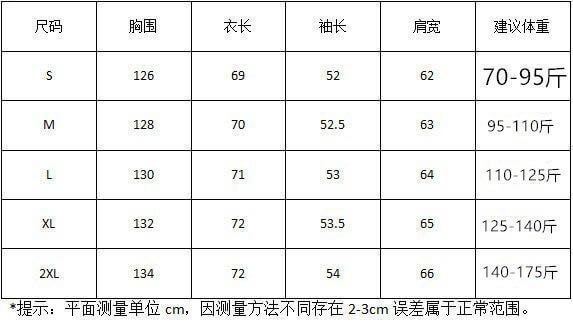 尺码 胸围 衣长 袖长 肩宽 建议体重
S 126 69 52 62 70-95斤
M 128 70 52.5 63 95-110斤
L 130 71 53 64 110-125斤
XL 132 72 53.5 65 125-140斤
2XL 134 72 54 66 140-175斤
*提示：平面测量单位 cm，因测量方法不同存在 2-3cm 误差属于正常范围。